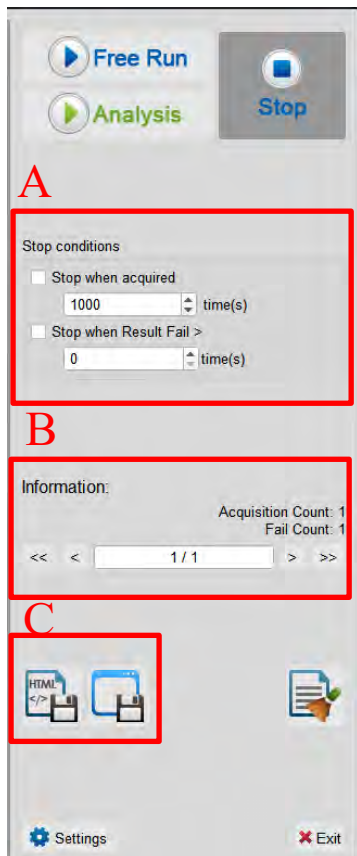 Free Run
Analysis
Stop
A
Stop conditions
Stop when acquired
1000 time(s)
Stop when Result Fail >
0 time(s)
B
Information:
Acquisition Count: 1
Fail Count: 1
<< < 1 / 1 > >>
C
HTML
</>
Settings
Exit